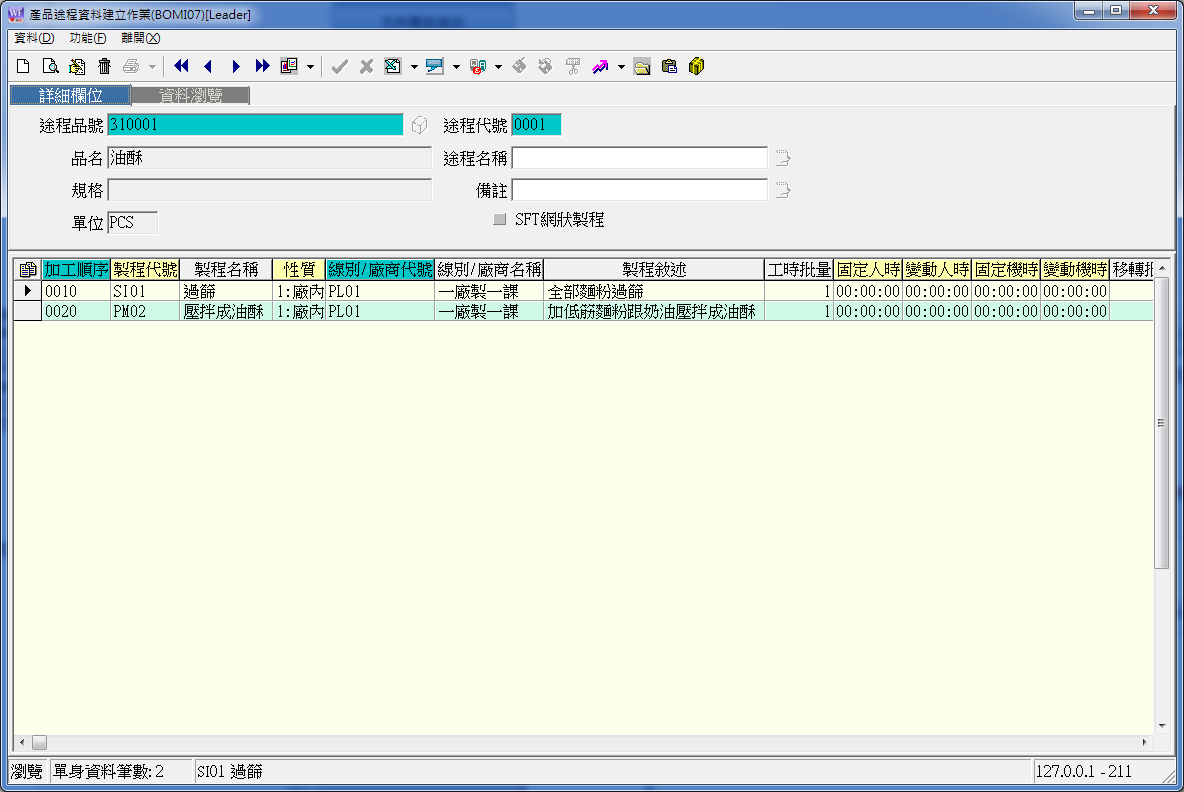 產品途程資料建立作業(BOMI07)[Leader]
資料(D) 功能(F) 離開(X)
詳細欄位 資料瀏覽
途程品號 310001 途程代號 0001
品名 油酥 途程名稱
規格 備註
單位 PCS SFT網狀製程
加工順序 製程代號 製程名稱 性質 線別/廠商代號 線別/廠商名稱 製程敘述 工時批量 固定人時 變動人時 固定機時 變動機時 移轉批
0010 SI01 過篩 1:廠內 PL01 一廠製一課 全部麵粉過篩 1 00:00:00 00:00:00 00:00:00 00:00:00
0020 PM02 壓拌成油酥 1:廠內 PL01 一廠製一課 加低筋麵粉跟奶油壓拌成油酥 1 00:00:00 00:00:00 00:00:00 00:00:00
瀏覽 單身資料筆數: 2 SI01 過篩 127.0.0.1 - 211